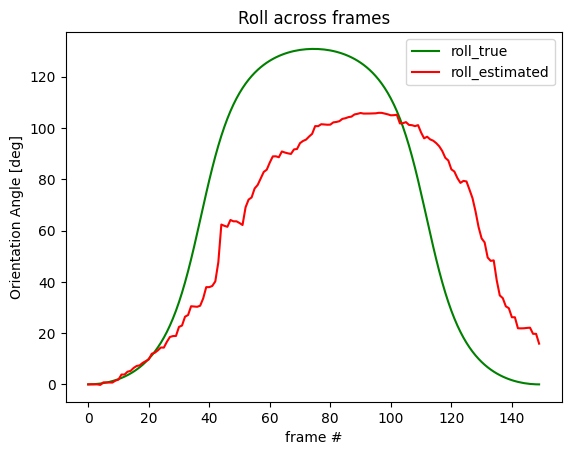 Roll across frames
roll_true
roll_estimated
Orientation Angle [deg]
120
100
80
60
40
20
0
0 20 40 60 80 100 120 140
frame #